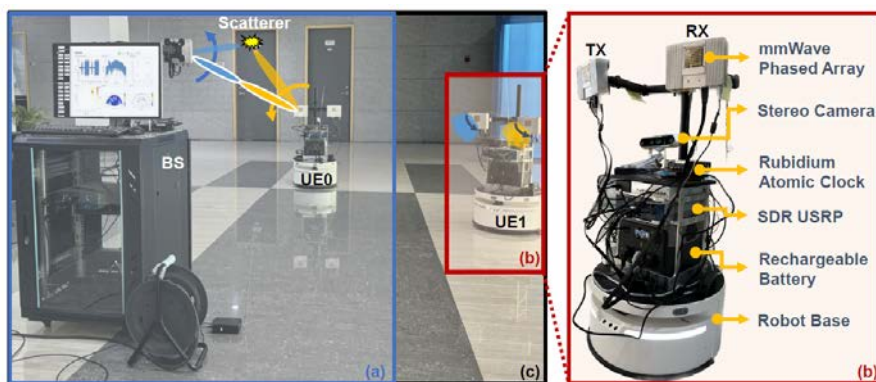 Scatterer
BS
UE0
UE1
(b)
(a)
(c)
TX
RX
mmWave
Phased Array
Stereo Camera
Rubidium
Atomic Clock
SDR USRP
Rechargeable
Battery
Robot Base
(b)